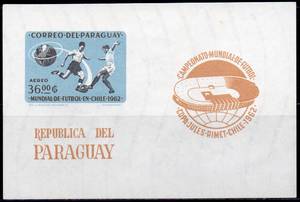 CORREO DEL PARAGUAY
AEREO
36.00 G
MUNDIAL DE FUTBOL EN CHILE-1962
REPUBLICA DEL
PARAGUAY
CAMPEONATO MUNDIAL DE FUTBOL
COPA JULES RIMET-CHILE-1962